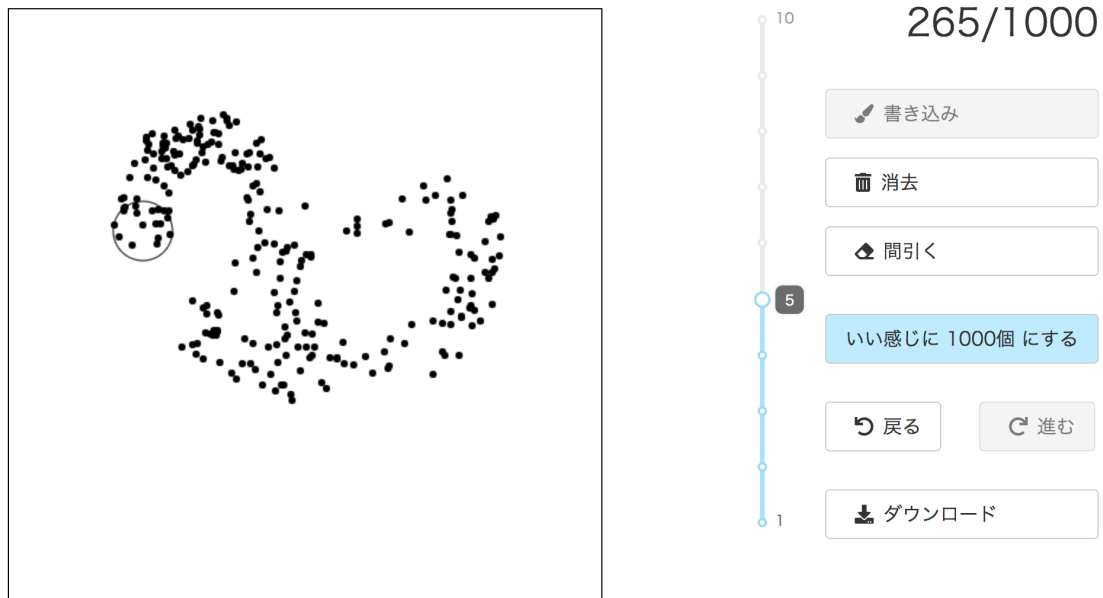 10
265/1000
書き込み
消去
間引く
5
いい感じに 1000個 にする
戻る
進む
1
ダウンロード